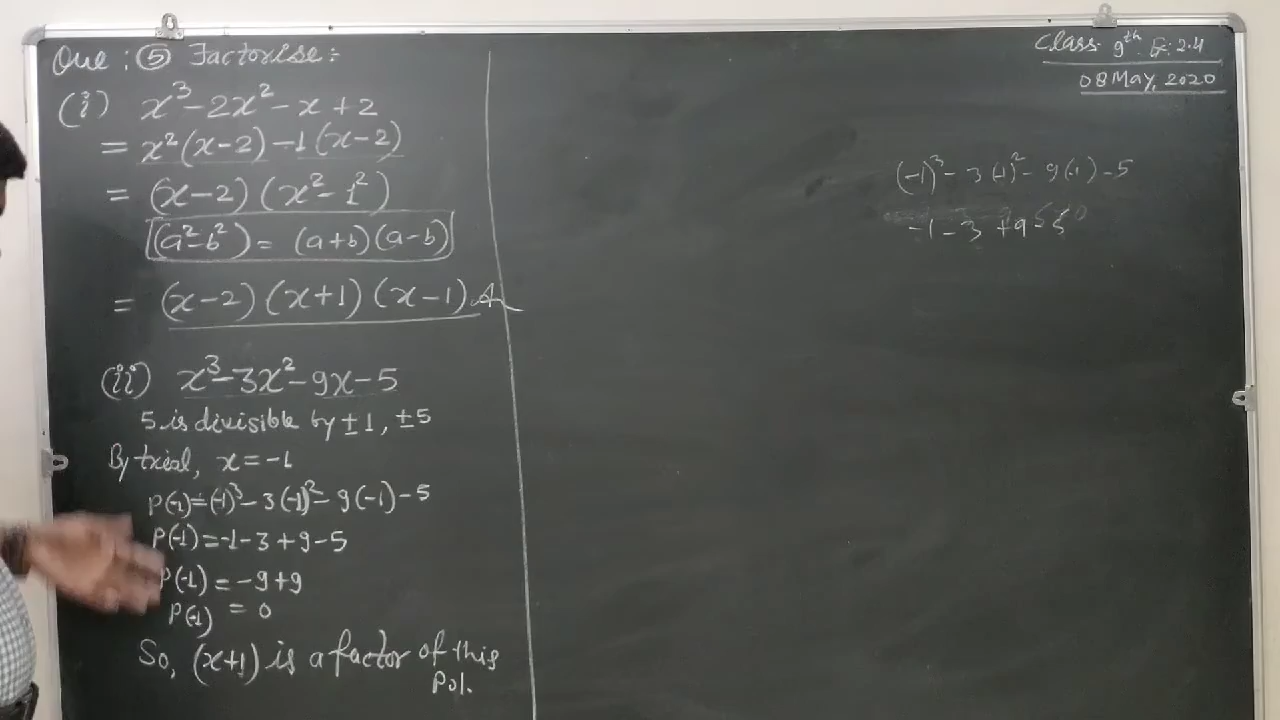 Que : ⑤ Factorise :
(i) x³-2x²-x+2
= x²(x-2)-1(x-2)
= (x-2)(x²-1²)
(a²-b²) = (a+b)(a-b)
= (x-2)(x+1)(x-1) A
(ii) x³-3x²-9x-5
5 is divisible by ±1, ±5
By trial, x=-1
P(-1)=(-1)³-3(-1)²-9(-1)-5
P(-1)=-1-3+9-5
P(-1)=-9+9
P(-1) = 0
So, (x+1) is a factor of this
Pol.
Class 9th E: 2.4
08 May, 2020
(-1)³-3(-1)²-9(-1)-5
-1-3+9-5